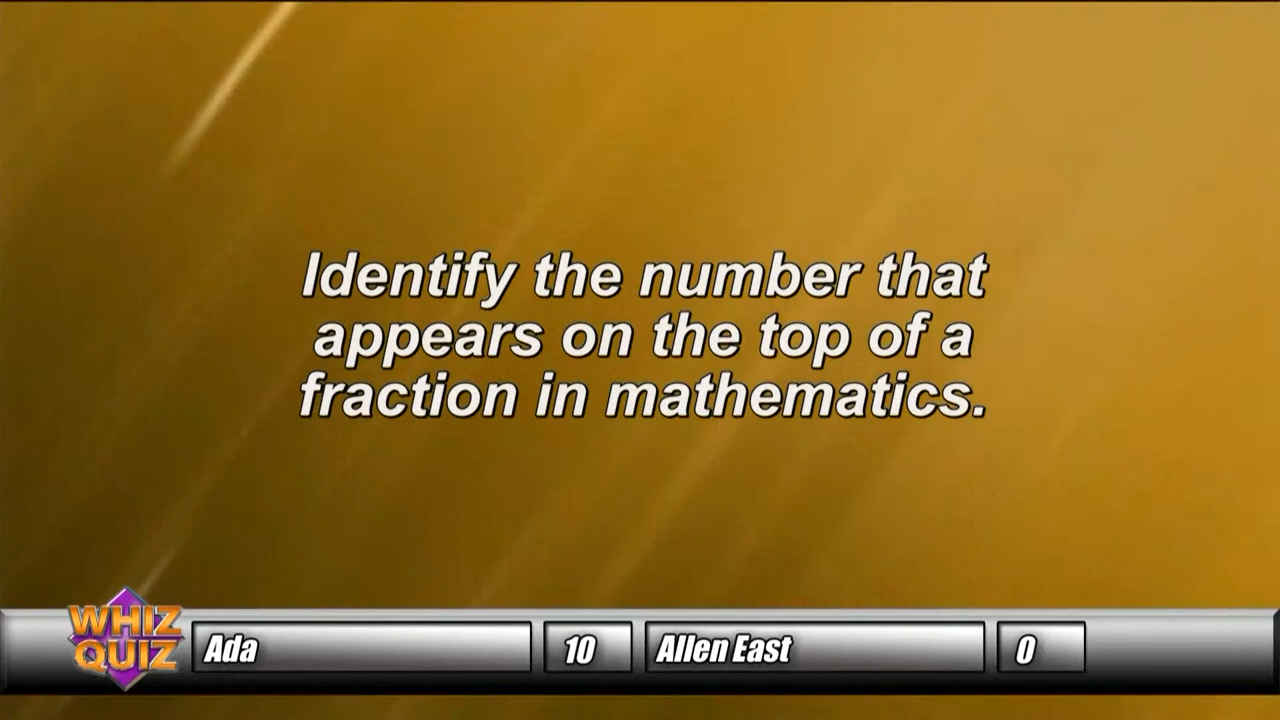 Identify the number that
appears on the top of a
fraction in mathematics.
WHIZ
QUIZ
Ada 10 Allen East 0